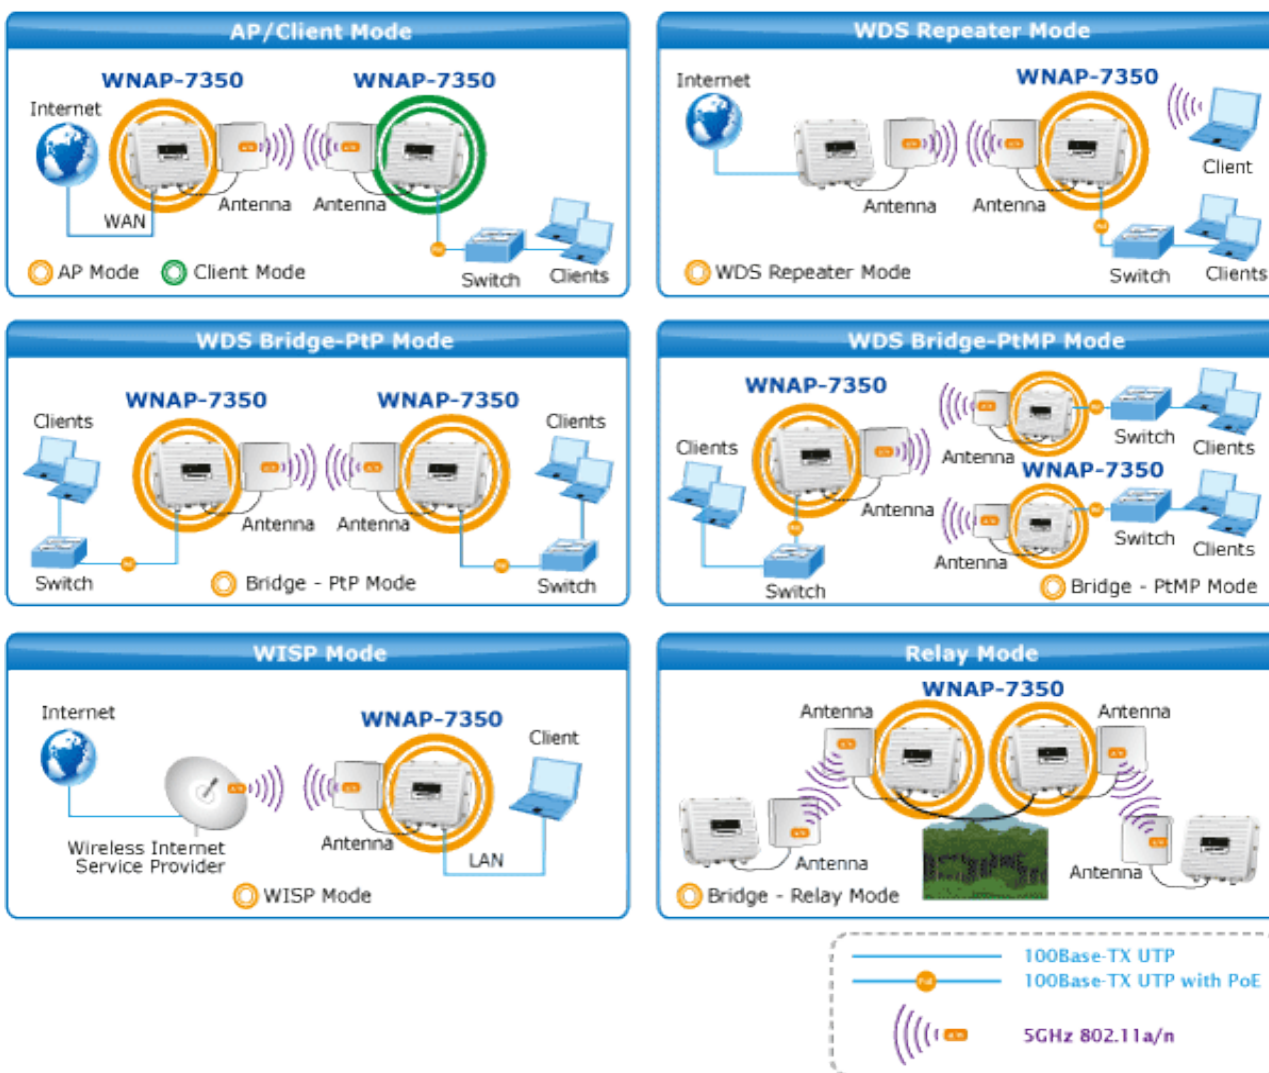 AP/Client Mode
WNAP-7350
WNAP-7350
Internet
WAN
Antenna
Antenna
Switch
Clients
AP Mode
Client Mode
WDS Repeater Mode
Internet
WNAP-7350
Client
Antenna
Antenna
Switch
Clients
WDS Repeater Mode
WDS Bridge-PtP Mode
WNAP-7350
WNAP-7350
Clients
Clients
Antenna
Antenna
Switch
Switch
Bridge - PtP Mode
WDS Bridge-PtMP Mode
WNAP-7350
Clients
Antenna
Antenna
Switch
Clients
WNAP-7350
Antenna
Switch
Clients
Switch
Bridge - PtMP Mode
WISP Mode
Internet
WNAP-7350
Client
Antenna
LAN
Wireless Internet
Service Provider
WISP Mode
Relay Mode
WNAP-7350
Antenna
Antenna
Antenna
Antenna
Bridge - Relay Mode
100Base-TX UTP
100Base-TX UTP with PoE
5GHz 802.11a/n